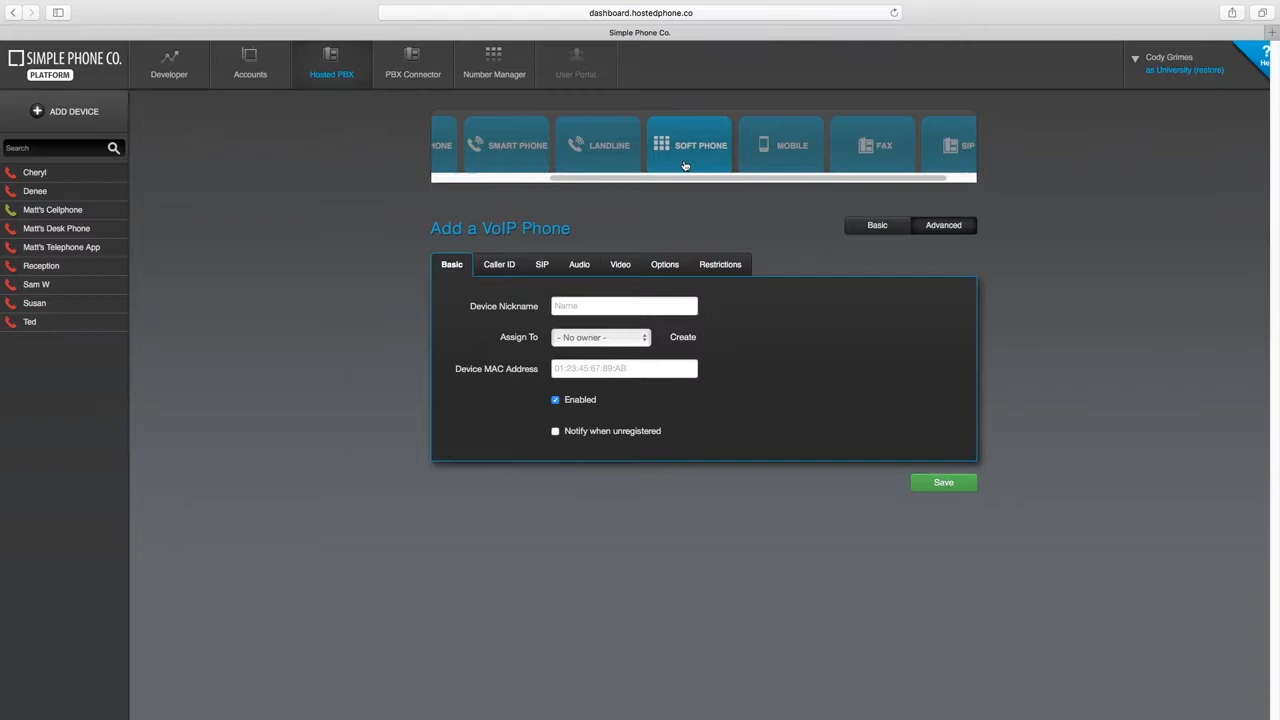 dashboard.hostedphone.co
Simple Phone Co.
SIMPLE PHONE CO.
PLATFORM
Developer
Accounts
Hosted PBX
PBX Connector
Number Manager
User Portal
Cody Grimes
as University (restore)
?
He
ADD DEVICE
Search
Cheryl
Denee
Matt's Cellphone
Matt's Desk Phone
Matt's Telephone App
Reception
Sam W
Susan
Ted
HONE
SMART PHONE
LANDLINE
SOFT PHONE
MOBILE
FAX
SIP
Add a VoIP Phone
Basic
Advanced
Basic
Caller ID
SIP
Audio
Video
Options
Restrictions
Device Nickname
Name
Assign To
- No owner -
Create
Device MAC Address
01:23:45:67:89:AB
Enabled
Notify when unregistered
Save